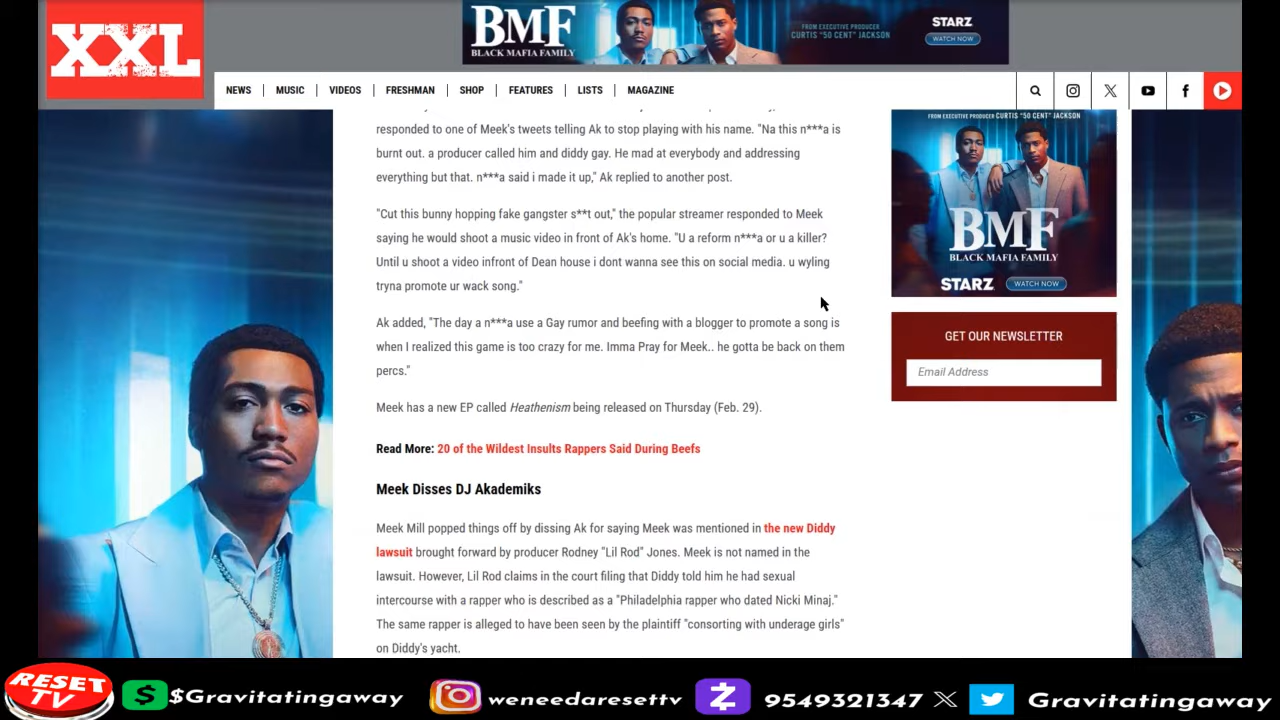 XXL
BMF
BLACK MAFIA FAMILY
FROM EXECUTIVE PRODUCER
CURTIS "50 CENT" JACKSON
STARZ
WATCH NOW
NEWS
MUSIC
VIDEOS
FRESHMAN
SHOP
FEATURES
LISTS
MAGAZINE
responded to one of Meek's tweets telling Ak to stop playing with his name. "Na this n***a is
burnt out. a producer called him and diddy gay. He mad at everybody and addressing
everything but that. n***a said i made it up," Ak replied to another post.
"Cut this bunny hopping fake gangster s**t out," the popular streamer responded to Meek
saying he would shoot a music video in front of Ak's home. "U a reform n***a or u a killer?
Until u shoot a video infront of Dean house i dont wanna see this on social media. u wyling
tryna promote ur wack song."
Ak added, "The day a n***a use a Gay rumor and beefing with a blogger to promote a song is
when I realized this game is too crazy for me. Imma Pray for Meek.. he gotta be back on them
percs."
Meek has a new EP called Heathenism being released on Thursday (Feb. 29).
Read More: 20 of the Wildest Insults Rappers Said During Beefs
Meek Disses DJ Akademiks
Meek Mill popped things off by dissing Ak for saying Meek was mentioned in the new Diddy
lawsuit brought forward by producer Rodney "Lil Rod" Jones. Meek is not named in the
lawsuit. However, Lil Rod claims in the court filing that Diddy told him he had sexual
intercourse with a rapper who is described as a "Philadelphia rapper who dated Nicki Minaj."
The same rapper is alleged to have been seen by the plaintiff "consorting with underage girls"
on Diddy's yacht.
FROM EXECUTIVE PRODUCER CURTIS "50 CENT" JACKSON
BMF
BLACK MAFIA FAMILY
STARZ
WATCH NOW
GET OUR NEWSLETTER
Email Address
RESET
TV
$Gravitatingaway
weneedaresettv
9549321347
Gravitatingaway